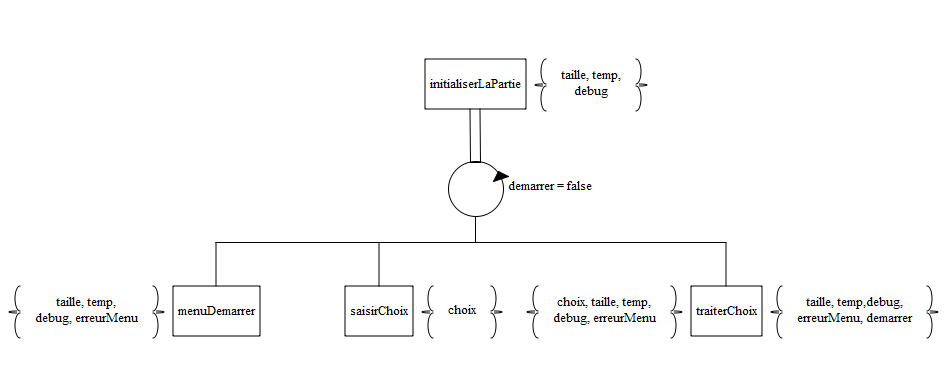 initialiserLaPartie
taille, temp,
debug
demarrer = false
taille, temp,
debug, erreurMenu
menuDemarrer
saisirChoix
choix
choix, taille, temp,
debug, erreurMenu
traiterChoix
taille, temp,debug,
erreurMenu, demarrer